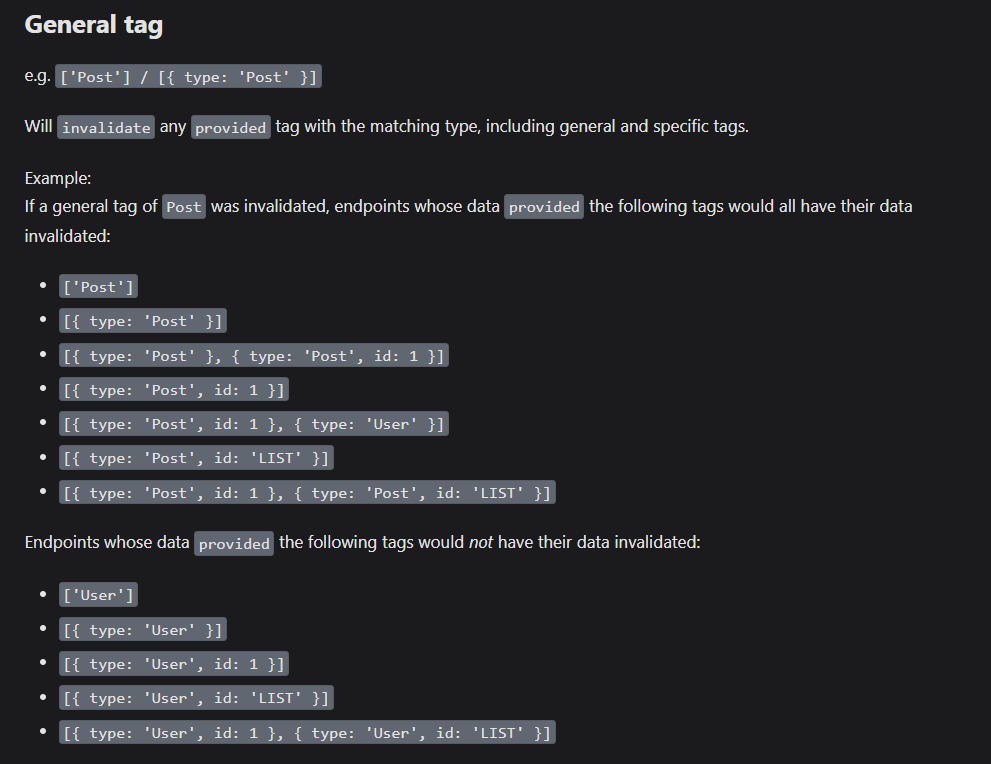 General tag
e.g. ['Post'] / [{ type: 'Post' }]
Will invalidate any provided tag with the matching type, including general and specific tags.
Example:
If a general tag of Post was invalidated, endpoints whose data provided the following tags would all have their data
invalidated:
• ['Post']
• [{ type: 'Post' }]
• [{ type: 'Post' }, { type: 'Post', id: 1 }]
• [{ type: 'Post', id: 1 }]
• [{ type: 'Post', id: 1 }, { type: 'User' }]
• [{ type: 'Post', id: 'LIST' }]
• [{ type: 'Post', id: 1 }, { type: 'Post', id: 'LIST' }]
Endpoints whose data provided the following tags would not have their data invalidated:
• ['User']
• [{ type: 'User' }]
• [{ type: 'User', id: 1 }]
• [{ type: 'User', id: 'LIST' }]
• [{ type: 'User', id: 1 }, { type: 'User', id: 'LIST' }]